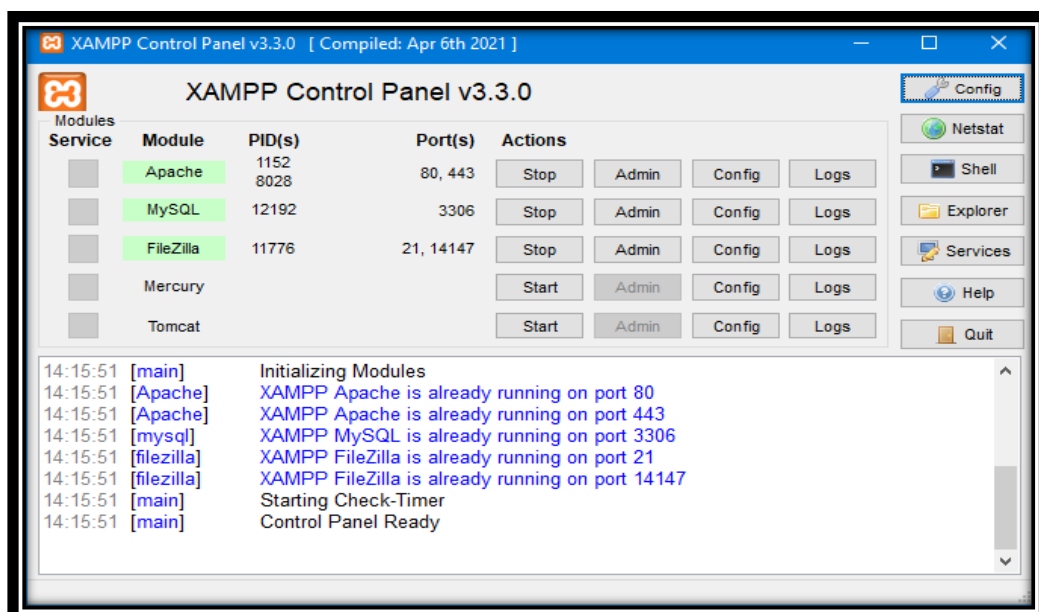 XAMPP Control Panel v3.3.0 [ Compiled: Apr 6th 2021 ]
XAMPP Control Panel v3.3.0
Config
Modules
Service Module PID(s) Port(s) Actions
Netstat
Apache 1152 8028 80, 443 Stop Admin Config Logs
Shell
MySQL 12192 3306 Stop Admin Config Logs
Explorer
FileZilla 11776 21, 14147 Stop Admin Config Logs
Services
Mercury Start Admin Config Logs
Help
Tomcat Start Admin Config Logs
Quit
14:15:51 [main] Initializing Modules
14:15:51 [Apache] XAMPP Apache is already running on port 80
14:15:51 [Apache] XAMPP Apache is already running on port 443
14:15:51 [mysql] XAMPP MySQL is already running on port 3306
14:15:51 [filezilla] XAMPP FileZilla is already running on port 21
14:15:51 [filezilla] XAMPP FileZilla is already running on port 14147
14:15:51 [main] Starting Check-Timer
14:15:51 [main] Control Panel Ready